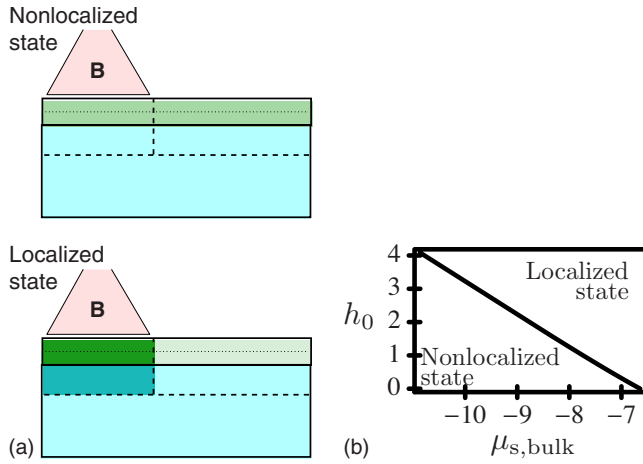 Nonlocalized
state
B
Localized
state
B
(a)
4
3
2
1
0
h0
Localized
state
Nonlocalized
state
−10 −9 −8 −7
μs,bulk
(b)